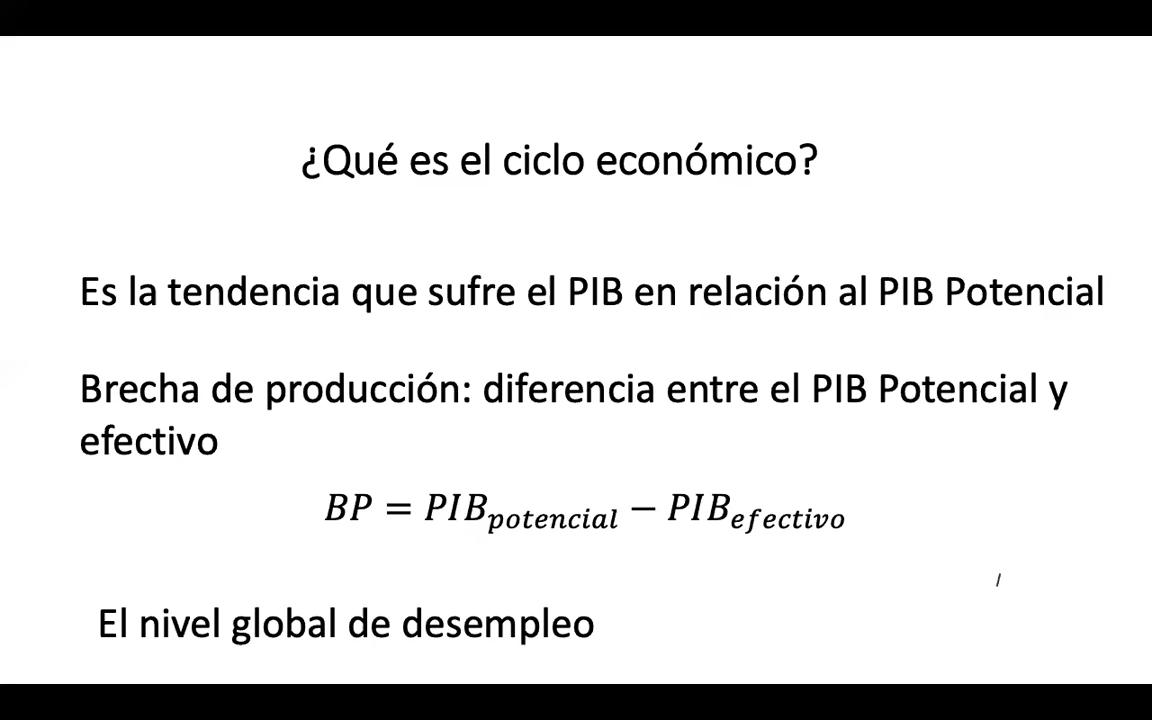 ¿Qué es el ciclo económico?
Es la tendencia que sufre el PIB en relación al PIB Potencial
Brecha de producción: diferencia entre el PIB Potencial y
efectivo
BP = PIB_potencial − PIB_efectivo
El nivel global de desempleo